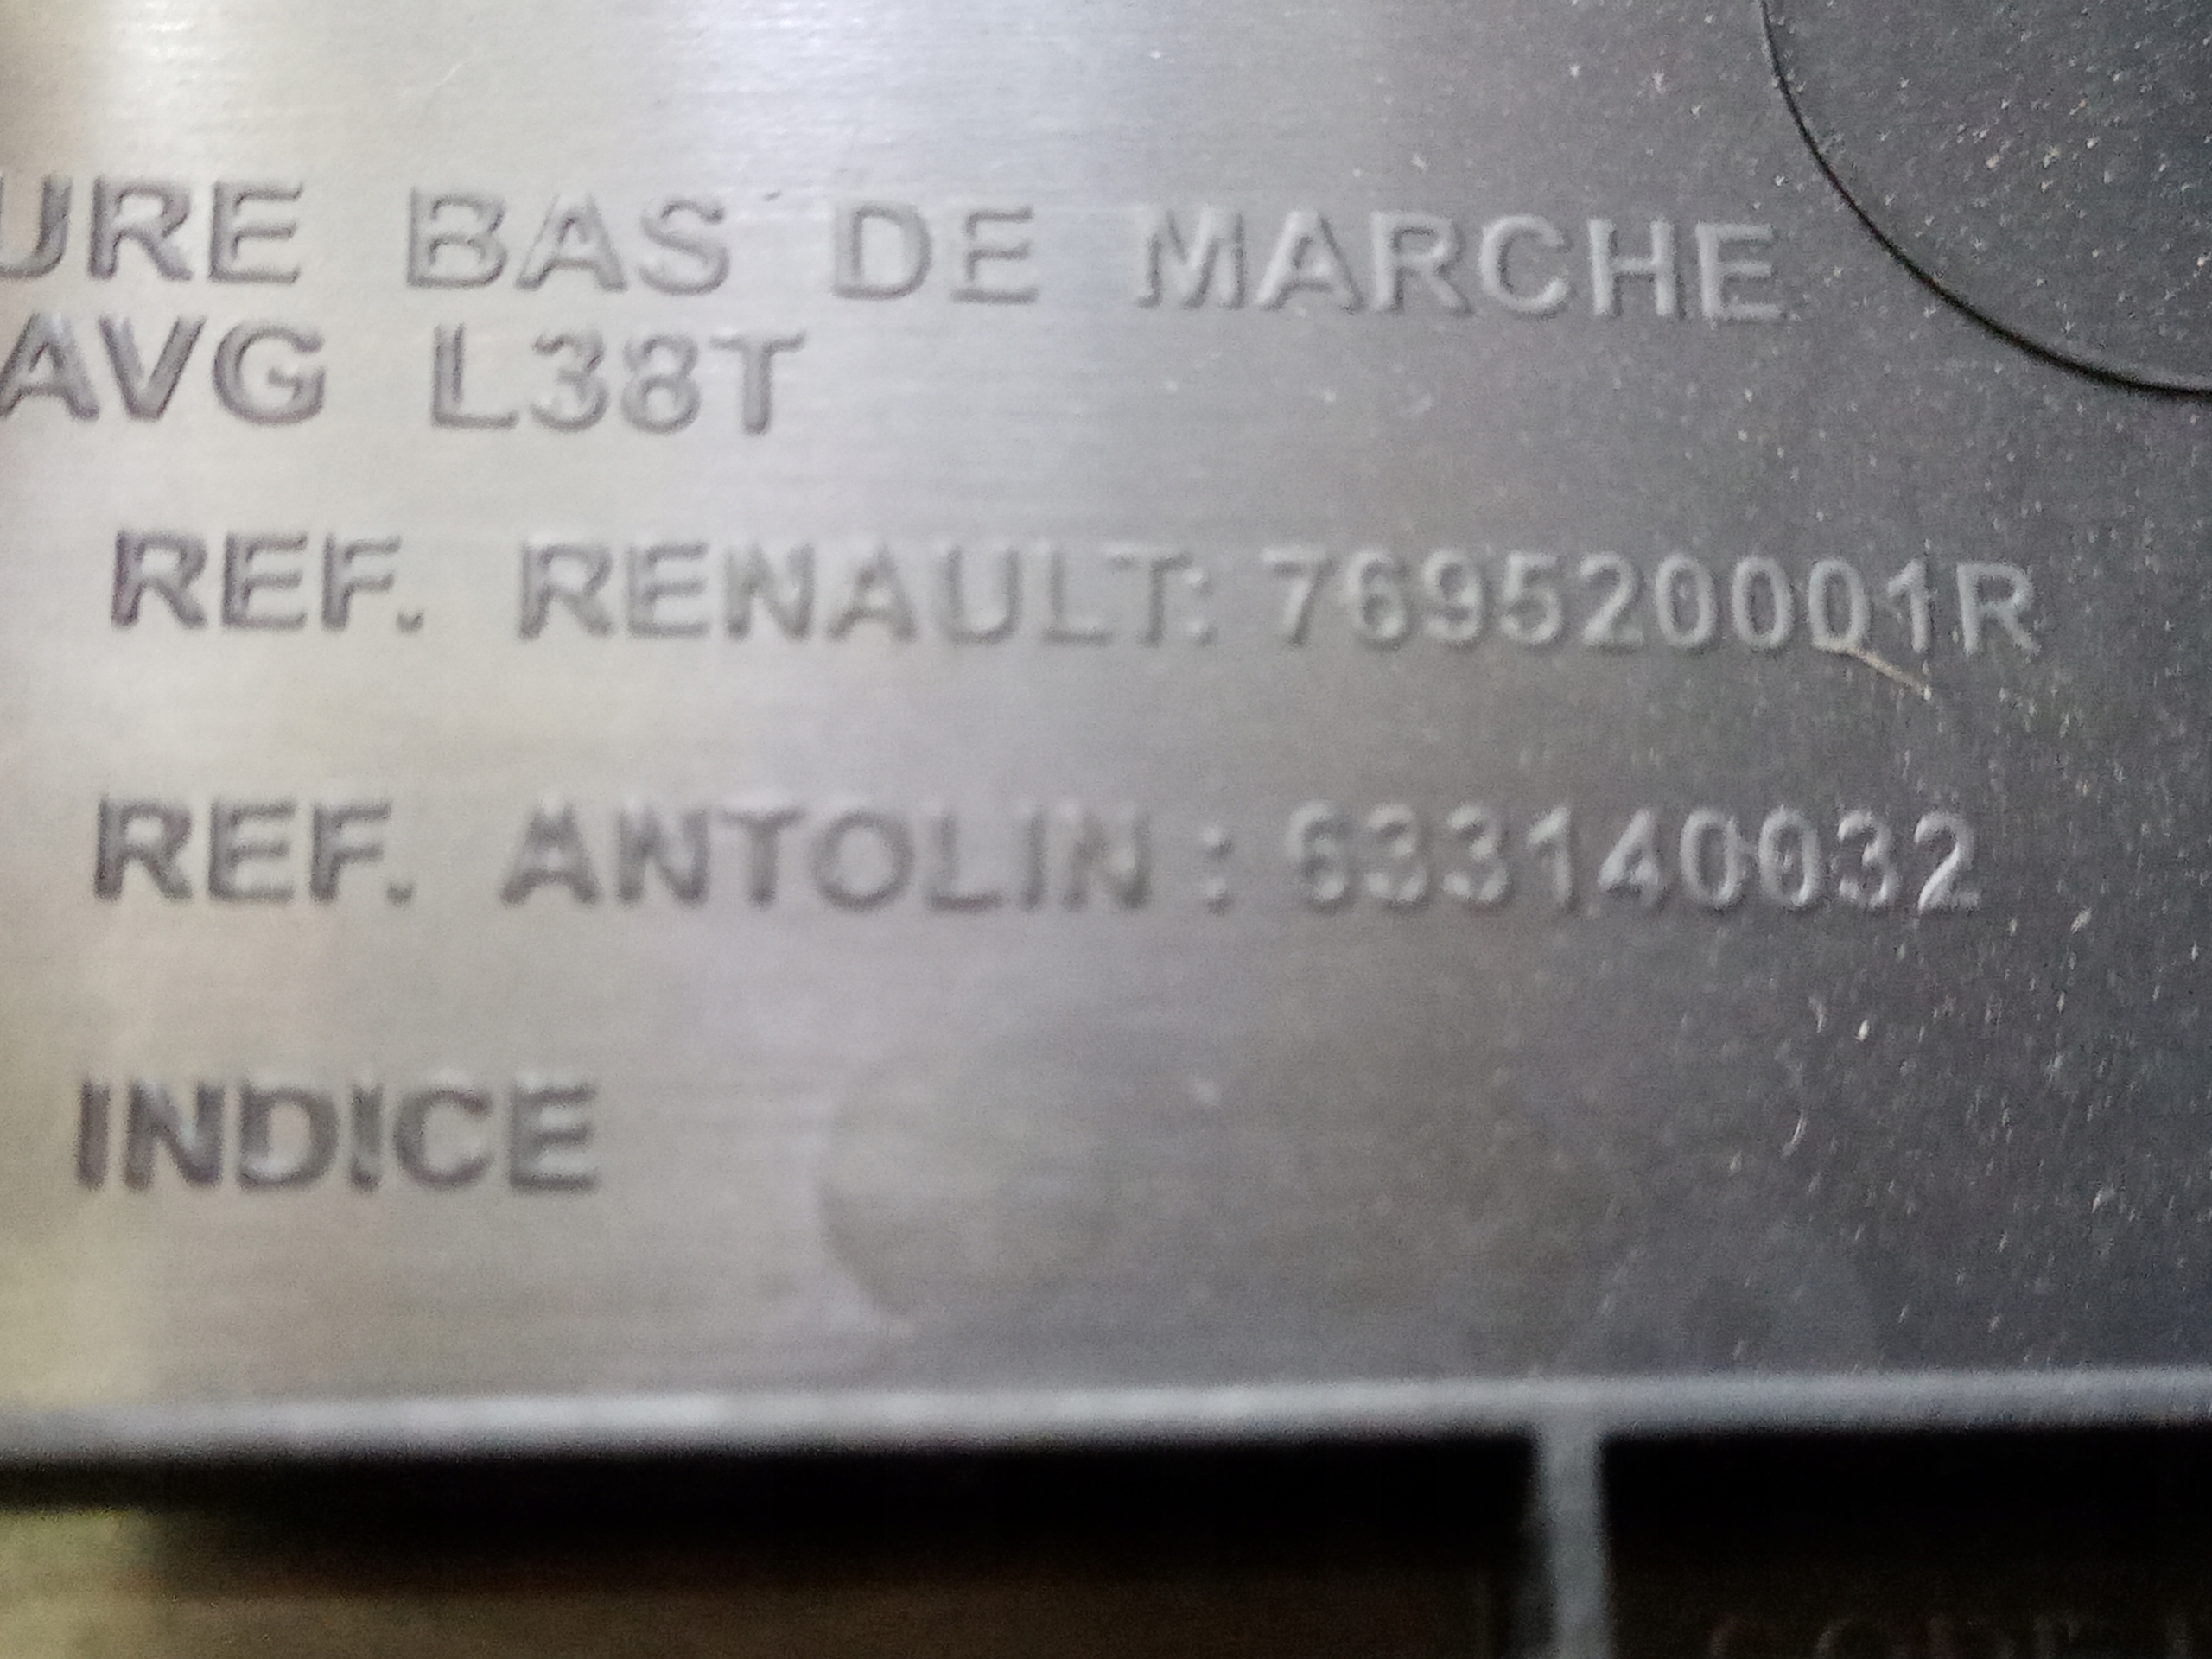 URE BAS DE MARCHE
AVG L38T
REF. RENAULT: 769520001R
REF. ANTOLIN : 633140032
INDICE